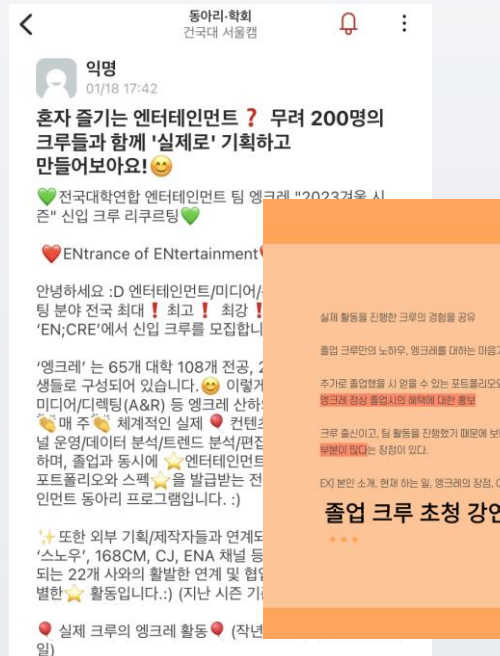 동아리·학회
건국대 서울캠
익명
01/18 17:42
혼자 즐기는 엔터테인먼트❓ 무려 200명의
크루들과 함께 '실제로' 기획하고
만들어보아요!😊
💚전국대학연합 엔터테인먼트 팀 엥크레 "2023겨울 시
즌" 신입 크루 리쿠르팅💚
❤️ENtrance of ENtertainment
안녕하세요 :D 엔터테인먼트/미디어/
팅 분야 전국 최대❗ 최고❗ 최강❗
'EN;CRE'에서 신입 크루를 모집합니
'엥크레' 는 65개 대학 108개 전공, 2
생들로 구성되어 있습니다.😊 이렇게
미디어/디렉팅(A&R) 등 엥크레 산하
👏매 주👏 체계적인 실제 🎈 컨텐츠
널 운영/데이터 분석/트렌드 분석/편집
하며, 졸업과 동시에 ⭐엔터테인먼트
포트폴리오와 스펙⭐을 발급받는 전
인먼트 동아리 프로그램입니다. :)
✨또한 외부 기획/제작자들과 연계되
'스노우', 168CM, CJ, ENA 채널 등
되는 22개 사와의 활발한 연계 및 협업
별한⭐ 활동입니다.:) (지난 시즌 기준
🎈 실제 크루의 엥크레 활동🎈 (작년
일)
실제 활동을 진행한 크루의 경험을 공유
졸업 크루만의 노하우, 엥크레를 대하는 마음가
추가로 졸업했을 시 얻을 수 있는 포트폴리오와
엥크레 정상 졸업시의 혜택에 대한 홍보
크루 출신이고, 팀 활동을 진행했기 때문에 보다
부분이 많다는 장점이 있다.
EX) 본인 소개, 현재 하는 일, 엥크레의 장점,
졸업 크루 초청 강연